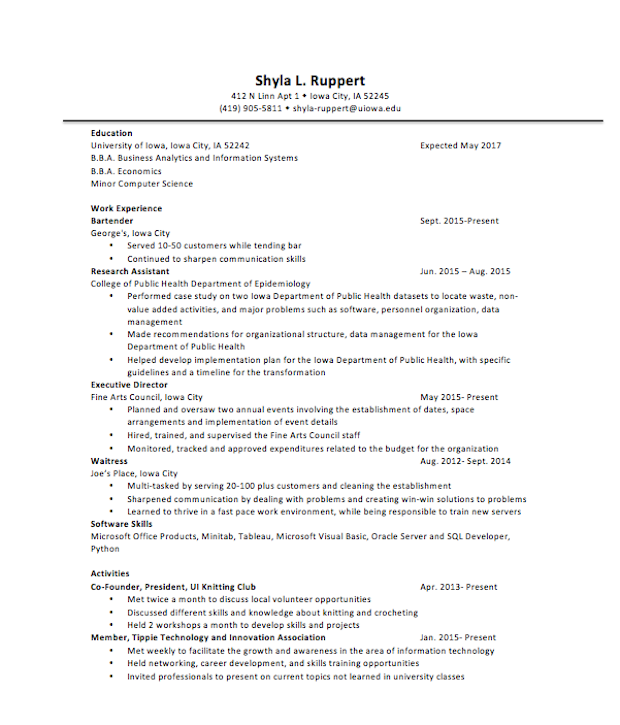 Shyla L. Ruppert
412 N Linn Apt 1 • Iowa City, IA 52245
(419) 905-5811 • shyla-ruppert@uiowa.edu
Education
University of Iowa, Iowa City, IA 52242 Expected May 2017
B.B.A. Business Analytics and Information Systems
B.B.A. Economics
Minor Computer Science
Work Experience
Bartender Sept. 2015-Present
George's, Iowa City
• Served 10-50 customers while tending bar
• Continued to sharpen communication skills
Research Assistant Jun. 2015 – Aug. 2015
College of Public Health Department of Epidemiology
• Performed case study on two Iowa Department of Public Health datasets to locate waste, non-
value added activities, and major problems such as software, personnel organization, data
management
• Made recommendations for organizational structure, data management for the Iowa
Department of Public Health
• Helped develop implementation plan for the Iowa Department of Public Health, with specific
guidelines and a timeline for the transformation
Executive Director
Fine Arts Council, Iowa City May 2015- Present
• Planned and oversaw two annual events involving the establishment of dates, space
arrangements and implementation of event details
• Hired, trained, and supervised the Fine Arts Council staff
• Monitored, tracked and approved expenditures related to the budget for the organization
Waitress Aug. 2012- Sept. 2014
Joe's Place, Iowa City
• Multi-tasked by serving 20-100 plus customers and cleaning the establishment
• Sharpened communication by dealing with problems and creating win-win solutions to problems
• Learned to thrive in a fast pace work environment, while being responsible to train new servers
Software Skills
Microsoft Office Products, Minitab, Tableau, Microsoft Visual Basic, Oracle Server and SQL Developer,
Python
Activities
Co-Founder, President, UI Knitting Club Apr. 2013- Present
• Met twice a month to discuss local volunteer opportunities
• Discussed different skills and knowledge about knitting and crocheting
• Held 2 workshops a month to develop skills and projects
Member, Tippie Technology and Innovation Association Jan. 2015- Present
• Met weekly to facilitate the growth and awareness in the area of information technology
• Held networking, career development, and skills training opportunities
• Invited professionals to present on current topics not learned in university classes